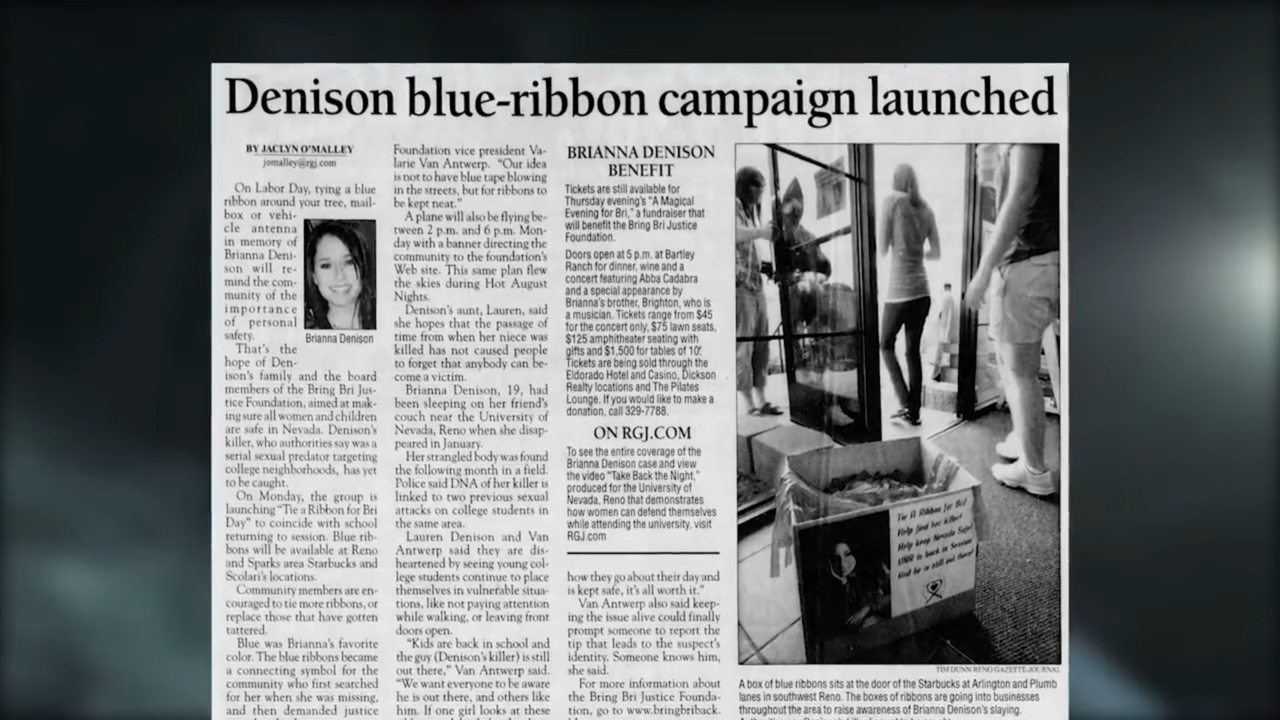 Denison blue-ribbon campaign launched
BY JACLYN O'MALLEY
jomalley@rgj.com
On Labor Day, tying a blue
ribbon around your tree, mail-
box or vehi-
cle antenna
in memory of
Brianna Deni-
son will re-
mind the com-
munity of the
importance
of personal
safety.
That's the
hope of Den-
Brianna Denison
ison's family and the board
members of the Bring Bri Jus-
tice Foundation, aimed at mak-
ing sure all women and children
are safe in Nevada. Denison's
killer, who authorities say was a
serial sexual predator targeting
college neighborhoods, has yet
to be caught.
On Monday, the group is
launching "Tie a Ribbon for Bri
Day" to coincide with school
returning to session. Blue rib-
bons will be available at Reno
and Sparks area Starbucks and
Scolari's locations.
Community members are en-
couraged to tie more ribbons, or
replace those that have gotten
tattered.
Blue was Brianna's favorite
color. The blue ribbons became
a connecting symbol for the
community who first searched
for her when she was missing,
and then demanded justice
Foundation vice president Va-
larie Van Antwerp. "Our idea
is not to have blue tape blowing
in the streets, but for ribbons to
be kept neat."
A plane will also be flying be-
tween 2 p.m. and 6 p.m. Mon-
day with a banner directing the
community to the foundation's
Web site. This same plan flew
the skies during Hot August
Nights.
Denison's aunt, Lauren, said
she hopes that the passage of
time from when her niece was
killed has not caused people
to forget that anybody can be-
come a victim.
Brianna Denison, 19, had
been sleeping on her friend's
couch near the University of
Nevada, Reno when she disap-
peared in January.
Her strangled body was found
the following month in a field.
Police said DNA of her killer is
linked to two previous sexual
attacks on college students in
the same area.
Lauren Denison and Van
Antwerp said they are dis-
heartened by seeing young col-
lege students continue to place
themselves in vulnerable situa-
tions, like not paying attention
while walking, or leaving front
doors open.
"Kids are back in school and
the guy (Denison's killer) is still
out there," Van Antwerp said.
"We want everyone to be aware
he is out there, and others like
him. If one girl looks at these
BRIANNA DENISON
BENEFIT
Tickets are still available for
Thursday evening's "A Magical
Evening for Bri," a fundraiser that
will benefit the Bring Bri Justice
Foundation.
Doors open at 5 p.m. at Bartley
Ranch for dinner, wine and a
concert featuring Abba Cadabra
and a special appearance by
Brianna's brother, Brighton, who is
a musician. Tickets range from $45
for the concert only, $75 lawn seats,
$125 amphitheater seating with
gifts and $1,500 for tables of 10.
Tickets are being sold through the
Eldorado Hotel and Casino, Dickson
Realty locations and The Pilates
Lounge. If you would like to make a
donation, call 329-7788.
ON RGJ.COM
To see the entire coverage of the
Brianna Denison case and view
the video "Take Back the Night,"
produced for the University of
Nevada, Reno that demonstrates
how women can defend themselves
while attending the university, visit
RGJ.com
how they go about their day and
is kept safe, it's all worth it."
Van Antwerp also said keep-
ing the issue alive could finally
prompt someone to report the
tip that leads to the suspect's
identity. Someone knows him,
she said.
For more information about
the Bring Bri Justice Founda-
tion, go to www.bringbriback.
Tie A Ribbon for Bri!
Help find her killer!
Help keep Nevada Safe!
UNR is back in Session
And he is still out there!
TIM DUNN/RENO GAZETTE-JOURNAL
A box of blue ribbons sits at the door of the Starbucks at Arlington and Plumb
lanes in southwest Reno. The boxes of ribbons are going into businesses
throughout the area to raise awareness of Brianna Denison's slaying.